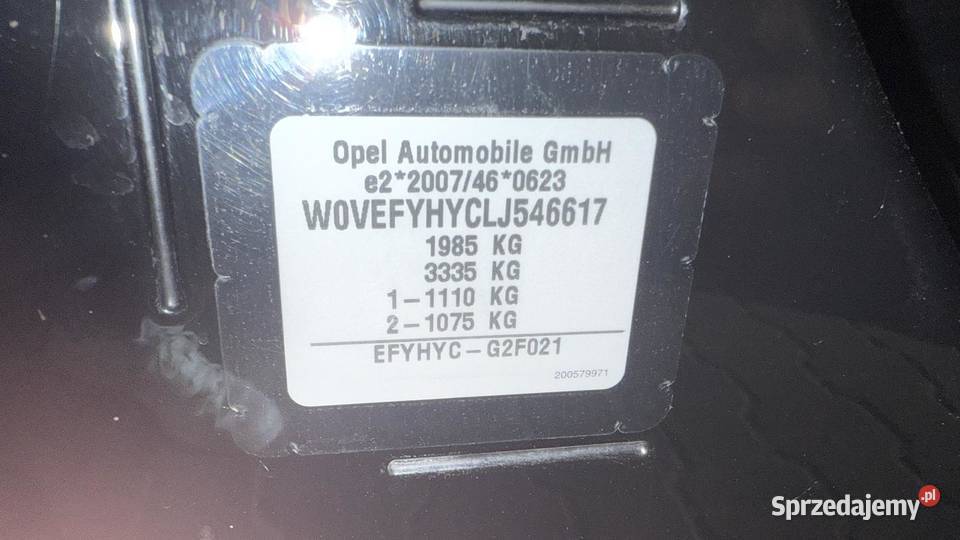 Opel Automobile GmbH
e2*2007/46*0623
W0VEFYHYCLJ546617
1985 KG
3335 KG
1-1110 KG
2-1075 KG
EFYHYC-G2F021
200579971
Sprzedajemy.pl